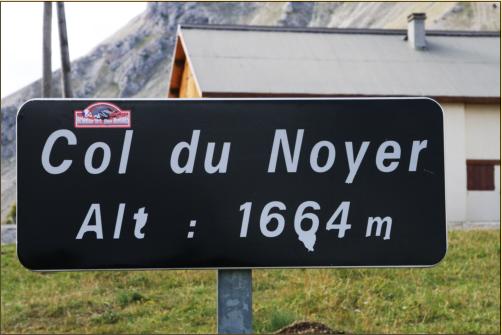 Col du Noyer
Alt : 1664 m